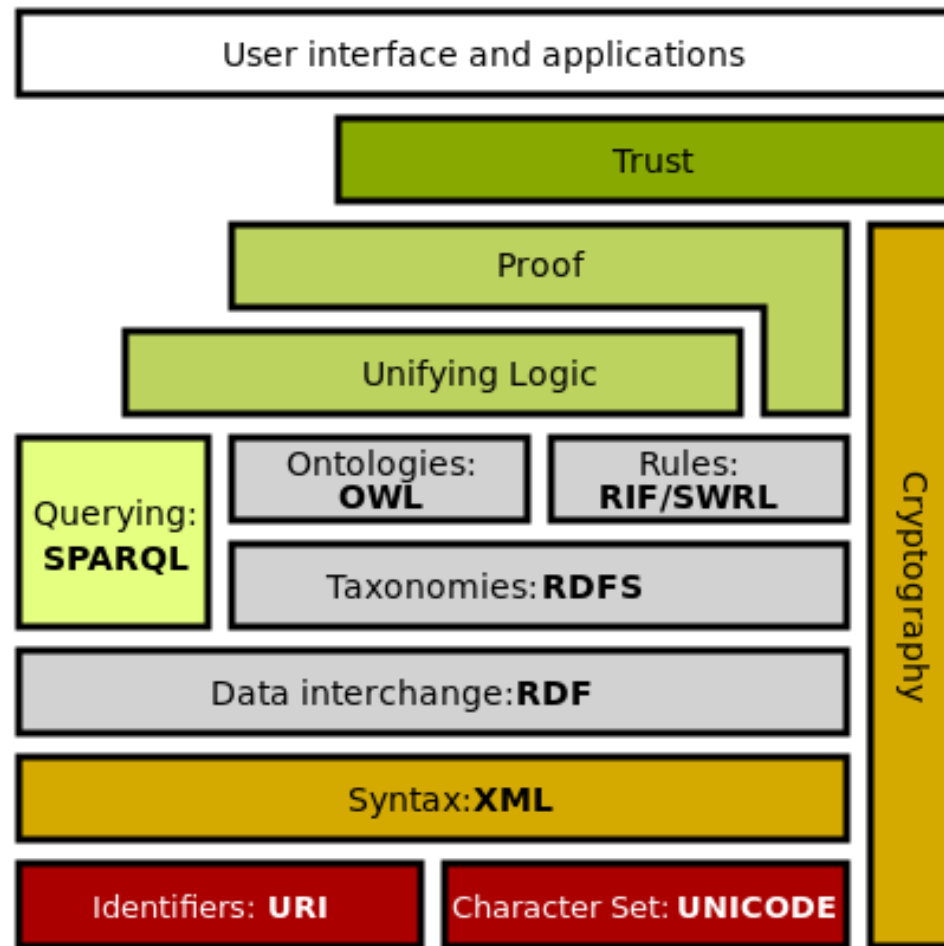 User interface and applications
Trust
Proof
Unifying Logic
Ontologies:
OWL
Rules:
RIF/SWRL
Querying:
SPARQL
Taxonomies: RDFS
Cryptography
Data interchange: RDF
Syntax: XML
Identifiers: URI
Character Set: UNICODE